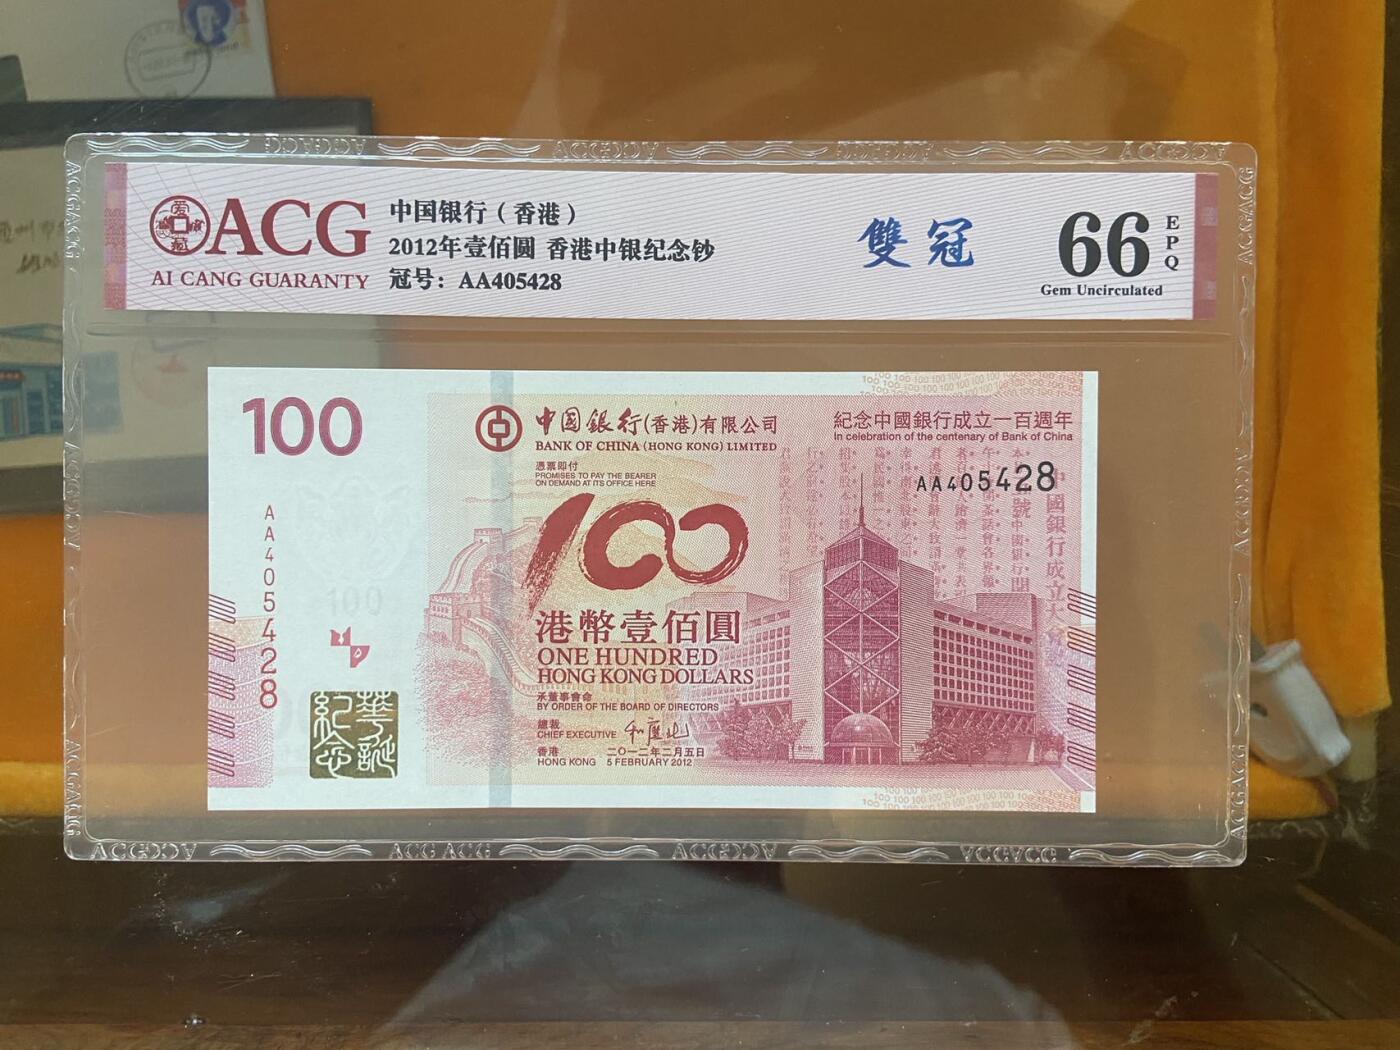 ACG
AI CANG GUARANTY
中国银行（香港）
2012年壹佰圆 香港中银纪念钞
冠号：AA405428
雙冠
66
EPQ
Gem Uncirculated
100
中國銀行(香港)有限公司
BANK OF CHINA (HONG KONG) LIMITED
紀念中國銀行成立一百週年
In celebration of the centenary of Bank of China
憑票即付
PROMISES TO PAY THE BEARER
ON DEMAND AT ITS OFFICE HERE
AA405428
AA405428
100
港幣壹佰圓
ONE HUNDRED
HONG KONG DOLLARS
承董事會命
BY ORDER OF THE BOARD OF DIRECTORS
總裁
CHIEF EXECUTIVE
香港 二〇一二年二月五日
HONG KONG 5 FEBRUARY 2012
華誕
紀念
100